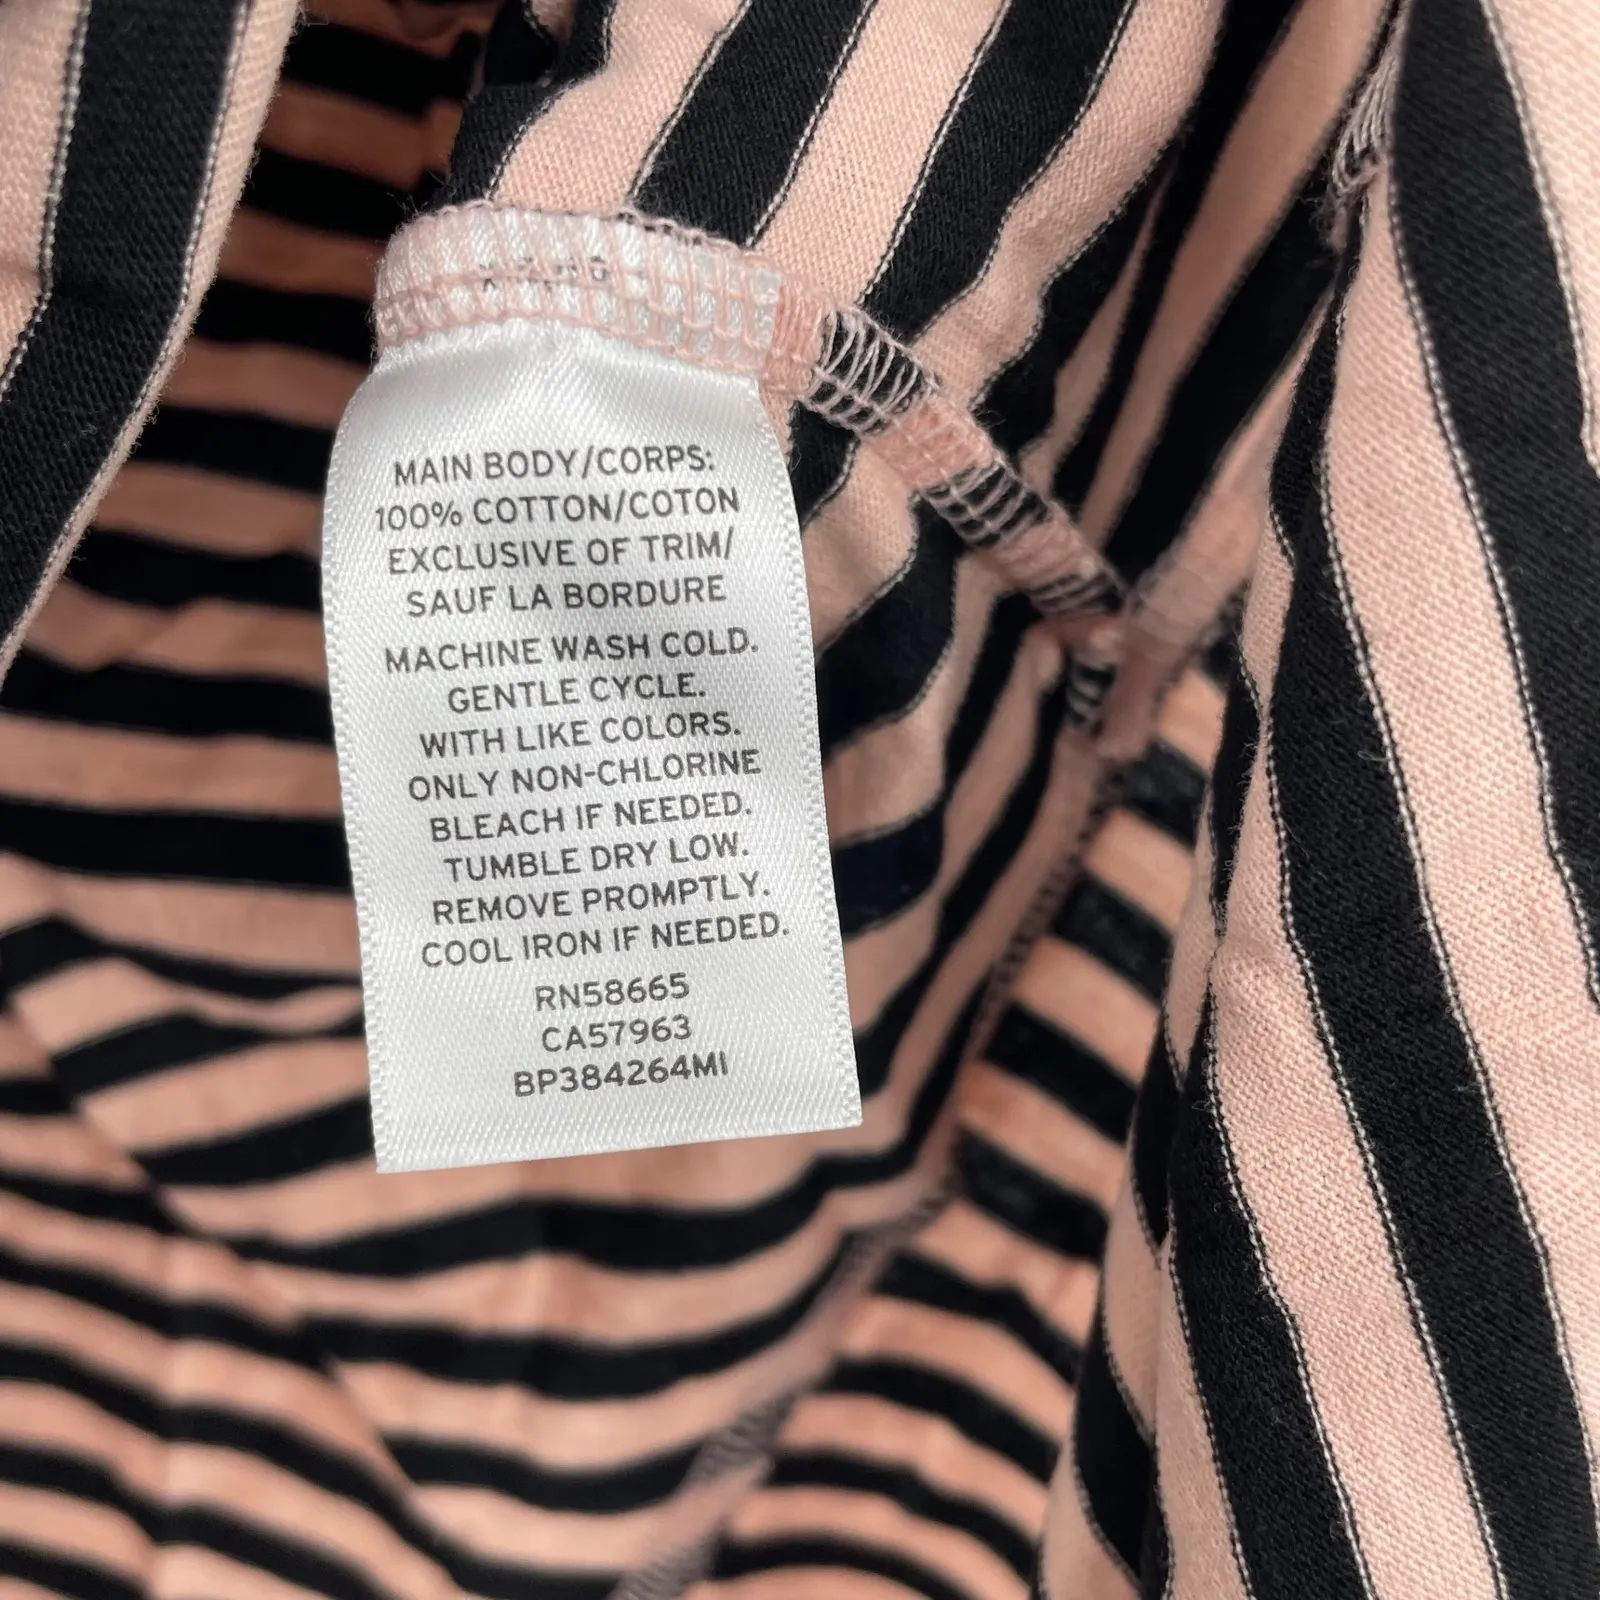 MAIN BODY/CORPS:
100% COTTON/COTON
EXCLUSIVE OF TRIM/
SAUF LA BORDURE
MACHINE WASH COLD.
GENTLE CYCLE.
WITH LIKE COLORS.
ONLY NON-CHLORINE
BLEACH IF NEEDED.
TUMBLE DRY LOW.
REMOVE PROMPTLY.
COOL IRON IF NEEDED.
RN58665
CA57963
BP384264MI